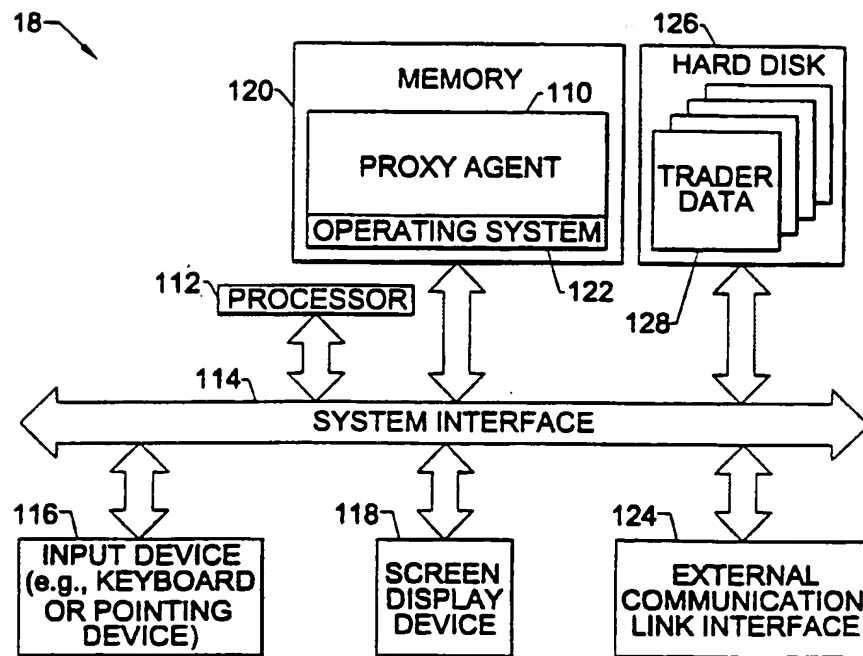 18
126
MEMORY
HARD DISK
120
110
PROXY AGENT
TRADER
DATA
OPERATING SYSTEM
112
PROCESSOR
122
128
114
SYSTEM INTERFACE
116
118
124
INPUT DEVICE
(e.g., KEYBOARD
OR POINTING
DEVICE)
SCREEN
DISPLAY
DEVICE
EXTERNAL
COMMUNICATION
LINK INTERFACE